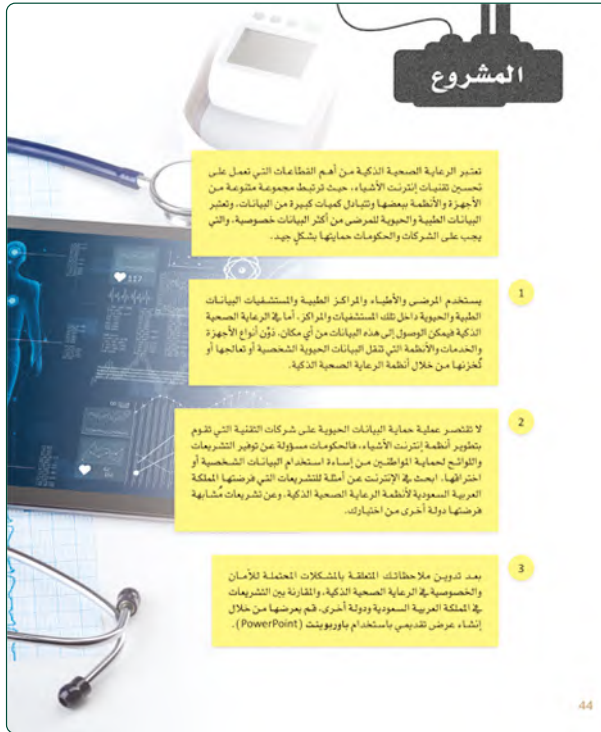 المشروع
تعتبر الرعاية الصحية الذكية من أهم القطاعات التي تعمل على
تحسين تقنيات إنترنت الأشياء، حيث ترتبط مجموعة متنوعة من
الأجهزة والأنظمة ببعضها وتتبادل كميات كبيرة من البيانات، وتعتبر
البيانات الطبية والحيوية للمرضى من أكثر البيانات خصوصية، والتي
يجب على الشركات والحكومات حمايتها بشكل جيد.
1
يستخدم المرضى والأطباء والمراكز الطبية والمستشفيات البيانات
الطبية والحيوية داخل تلك المستشفيات والمراكز، أما في الرعاية الصحية
الذكية فيمكن الوصول إلى هذه البيانات من أي مكان، دَوِّن أنواع الأجهزة
والخدمات والأنظمة التي تنقل البيانات الحيوية الشخصية أو تعالجها أو
تُخزنها من خلال أنظمة الرعاية الصحية الذكية.
2
لا تقتصر عملية حماية البيانات الحيوية على شركات التقنية التي تقوم
بتطوير أنظمة إنترنت الأشياء، فالحكومات مسؤولة عن توفير التشريعات
واللوائح لحماية المواطنين من إساءة استخدام البيانات الشخصية أو
اختراقها، ابحث في الإنترنت عن أمثلة للتشريعات التي فرضتها المملكة
العربية السعودية لأنظمة الرعاية الصحية الذكية، وعن تشريعات مُشابهة
فرضتها دولة أخرى من اختيارك.
3
بعد تدوين ملاحظاتك المتعلقة بالمشكلات المحتملة للأمان
والخصوصية في الرعاية الصحية الذكية، والمقارنة بين التشريعات
في المملكة العربية السعودية ودولة أخرى، قم بعرضها من خلال
إنشاء عرض تقديمي باستخدام باوربوينت (PowerPoint).
117
44